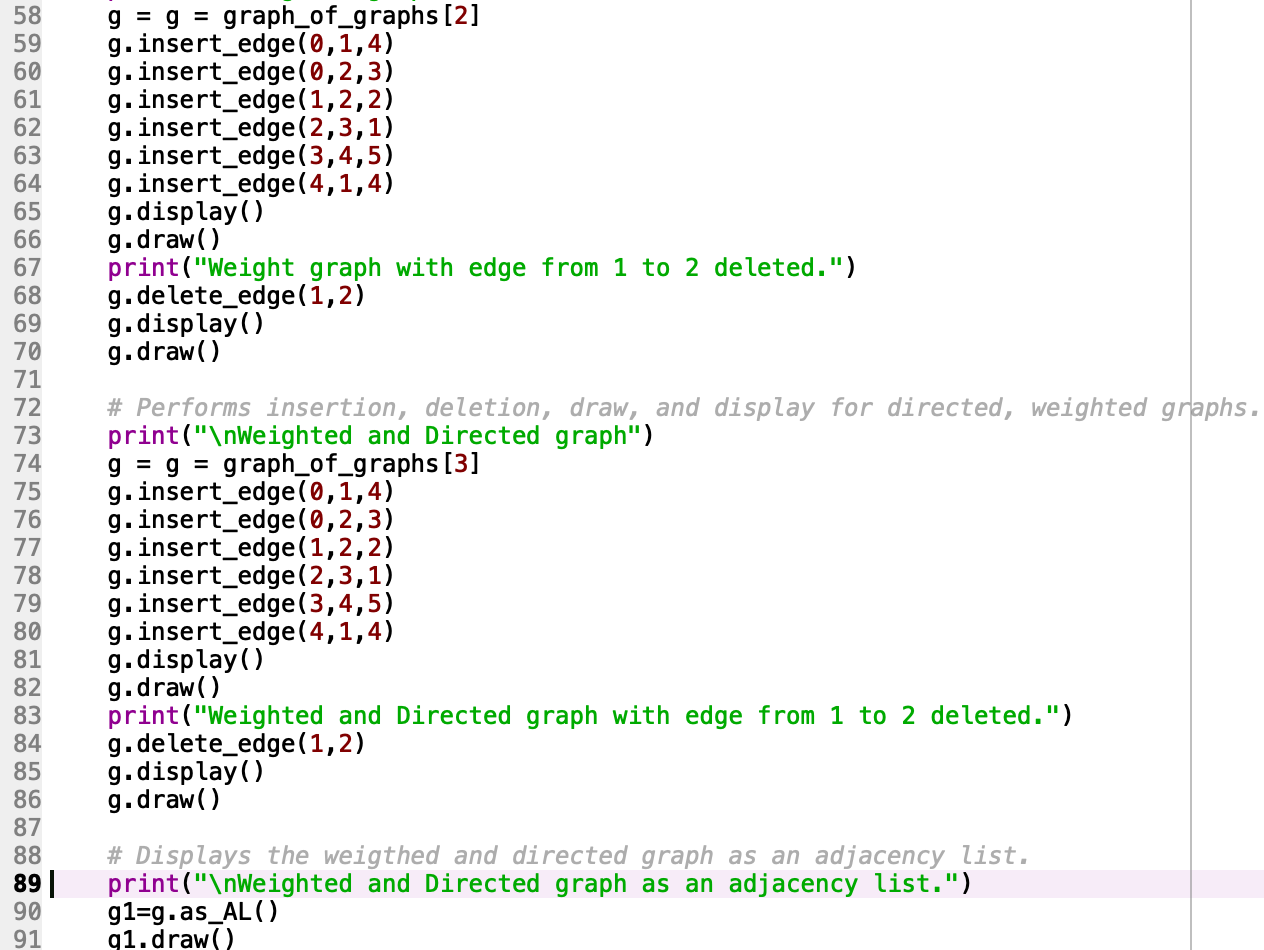 58 g = g = graph_of_graphs[2]
59 g.insert_edge(0,1,4)
60 g.insert_edge(0,2,3)
61 g.insert_edge(1,2,2)
62 g.insert_edge(2,3,1)
63 g.insert_edge(3,4,5)
64 g.insert_edge(4,1,4)
65 g.display()
66 g.draw()
67 print("Weight graph with edge from 1 to 2 deleted.")
68 g.delete_edge(1,2)
69 g.display()
70 g.draw()
71
72 # Performs insertion, deletion, draw, and display for directed, weighted graphs.
73 print("\nWeighted and Directed graph")
74 g = g = graph_of_graphs[3]
75 g.insert_edge(0,1,4)
76 g.insert_edge(0,2,3)
77 g.insert_edge(1,2,2)
78 g.insert_edge(2,3,1)
79 g.insert_edge(3,4,5)
80 g.insert_edge(4,1,4)
81 g.display()
82 g.draw()
83 print("Weighted and Directed graph with edge from 1 to 2 deleted.")
84 g.delete_edge(1,2)
85 g.display()
86 g.draw()
87
88 # Displays the weigthed and directed graph as an adjacency list.
89 print("\nWeighted and Directed graph as an adjacency list.")
90 g1=g.as_AL()
91 g1.draw()